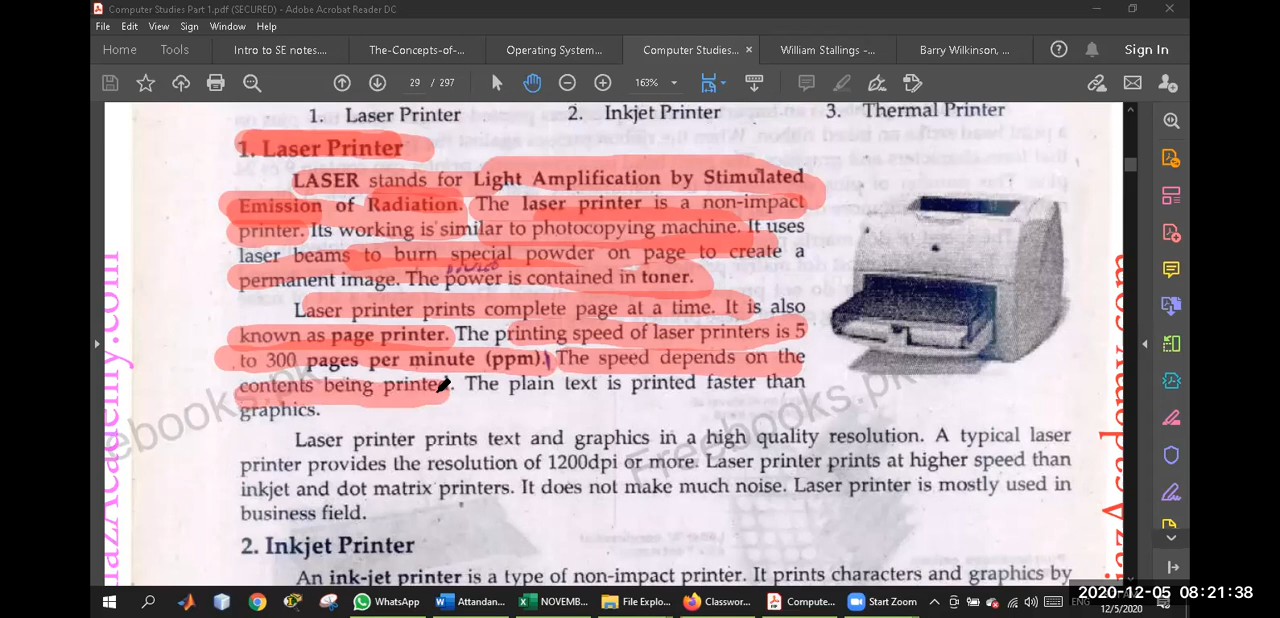 Computer Studies Part 1.pdf (SECURED) - Adobe Acrobat Reader DC
File Edit View Sign Window Help
Home Tools Intro to SE notes.... The-Concepts-of-... Operating System... Computer Studies... × William Stallings -... Barry Wilkinson, ... Sign In
29 / 297 163%
1. Laser Printer 2. Inkjet Printer 3. Thermal Printer
1. Laser Printer
LASER stands for Light Amplification by Stimulated
Emission of Radiation. The laser printer is a non-impact
printer. Its working is similar to photocopying machine. It uses
laser beams to burn special powder on page to create a
permanent image. The power is contained in toner.
Laser printer prints complete page at a time. It is also
known as page printer. The printing speed of laser printers is 5
to 300 pages per minute (ppm). The speed depends on the
contents being printed. The plain text is printed faster than
graphics.
Laser printer prints text and graphics in a high quality resolution. A typical laser
printer provides the resolution of 1200dpi or more. Laser printer prints at higher speed than
inkjet and dot matrix printers. It does not make much noise. Laser printer is mostly used in
business field.
2. Inkjet Printer
An ink-jet printer is a type of non-impact printer. It prints characters and graphics by
Freebooks.pk
WhatsApp Attandan... NOVEMB... File Explo... Classwor... Compute... Start Zoom ENG
12/5/2020
2020-12-05 08:21:38